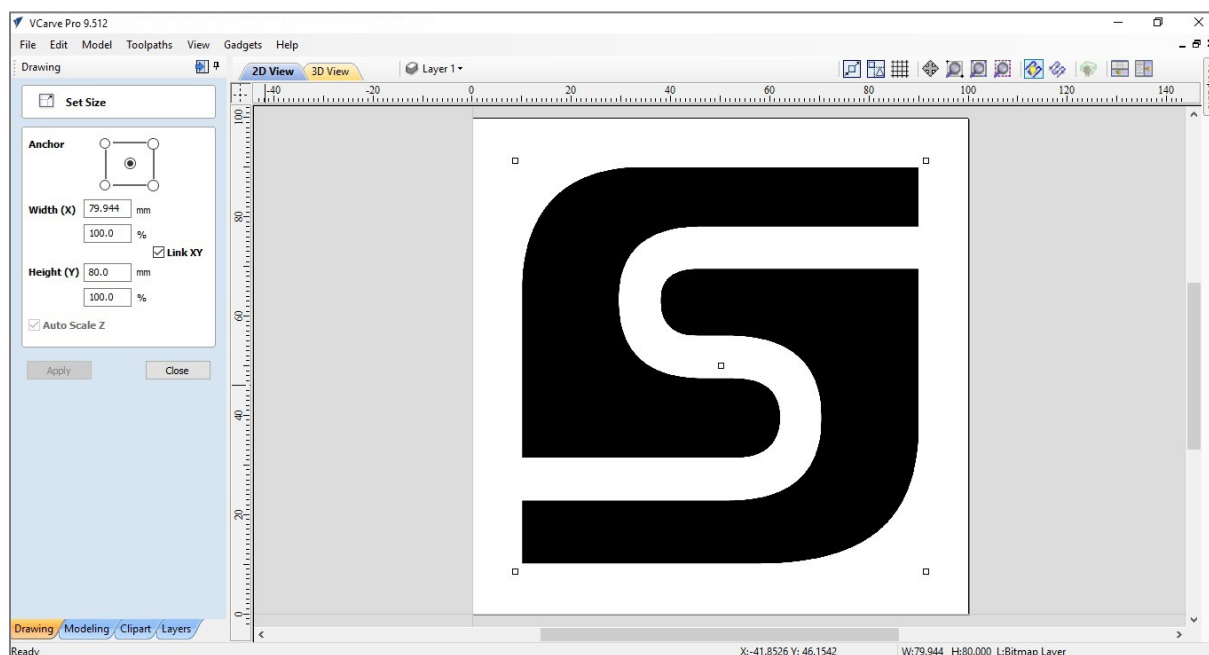 VCarve Pro 9.512
File Edit Model Toolpaths View Gadgets Help
Drawing
2D View 3D View Layer 1
Set Size
-40 -20 0 20 40 60 80 100 120 140
100
80
60
40
20
0
Anchor
Width (X) 79.944 mm
100.0 %
Link XY
Height (Y) 80.0 mm
100.0 %
Auto Scale Z
Apply Close
Drawing Modeling Clipart Layers
Ready X:-41.8526 Y: 46.1542 W:79.944 H:80.000 L:Bitmap Layer